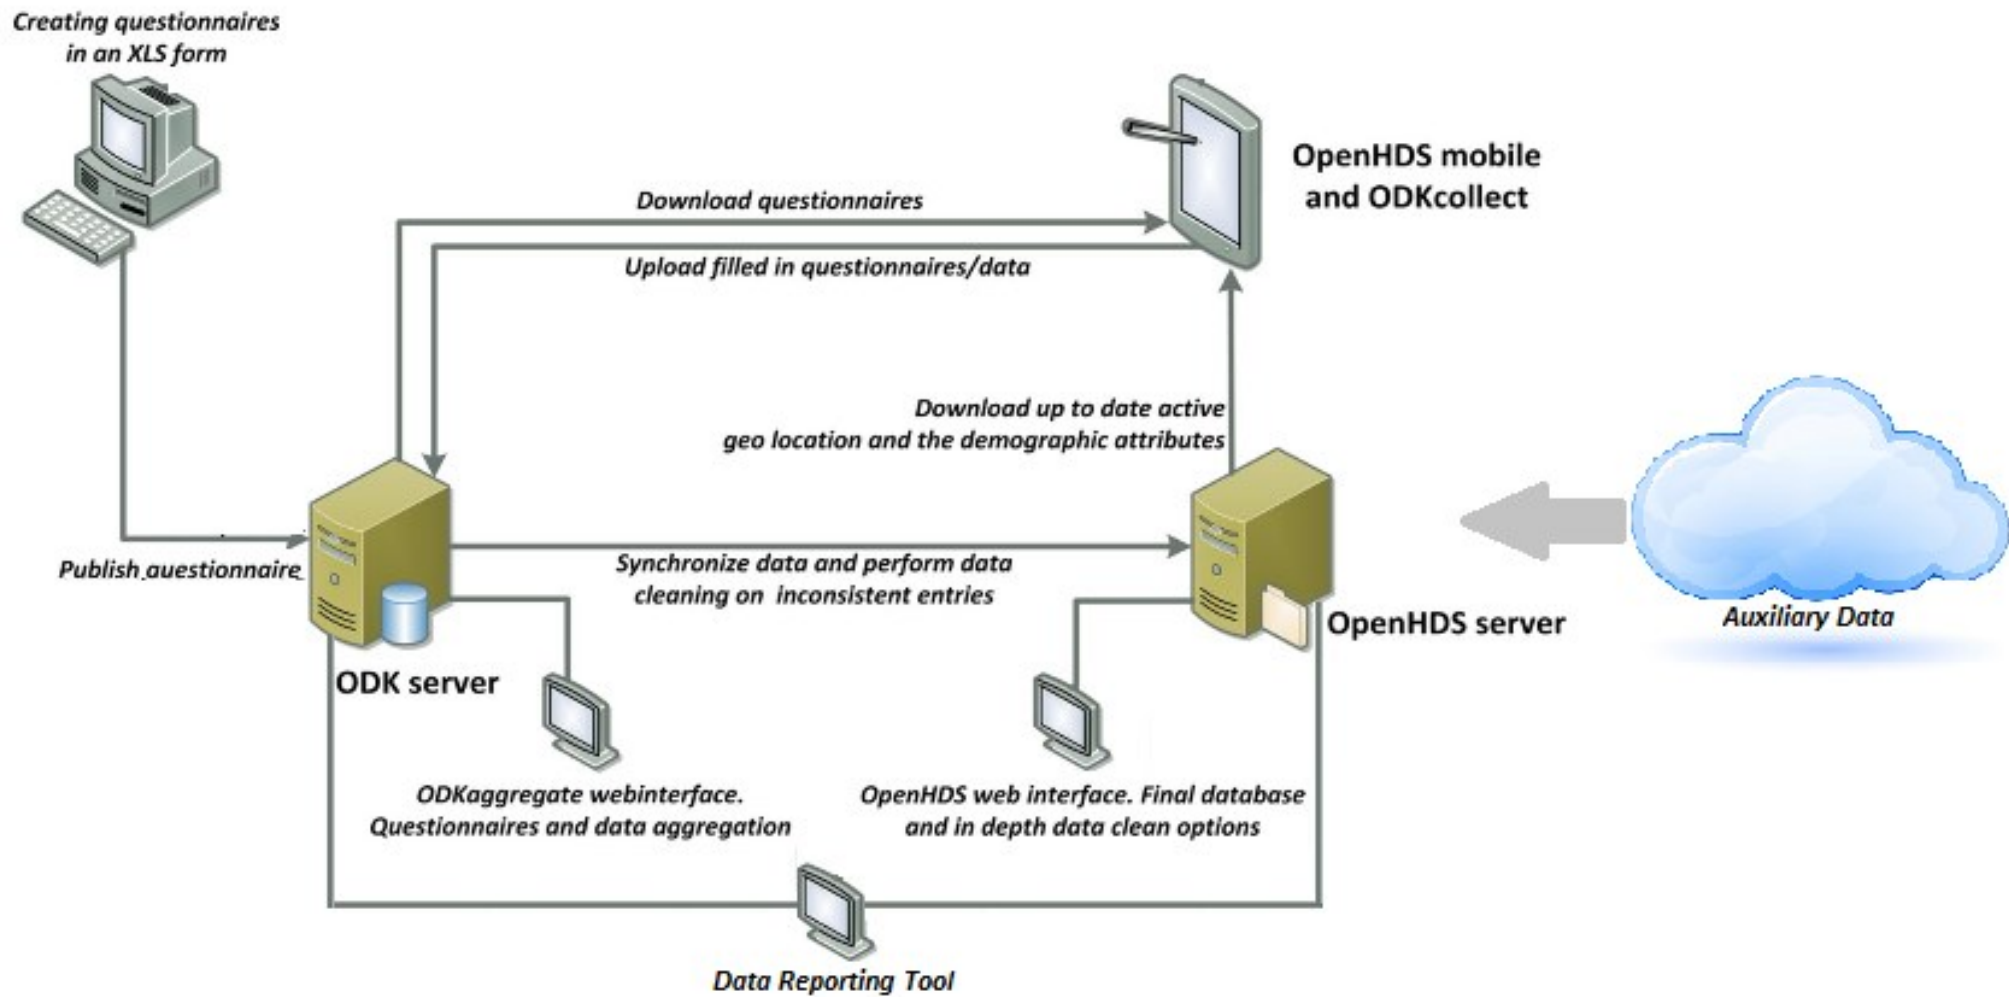 Creating questionnaires
in an XLS form
OpenHDS mobile
and ODKcollect
Download questionnaires
Upload filled in questionnaires/data
Download up to date active
geo location and the demographic attributes
Publish auestionnaire
Synchronize data and perform data
cleaning on inconsistent entries
OpenHDS server
Auxiliary Data
ODK server
ODKaggregate webinterface.
Questionnaires and data aggregation
OpenHDS web interface. Final database
and in depth data clean options
Data Reporting Tool